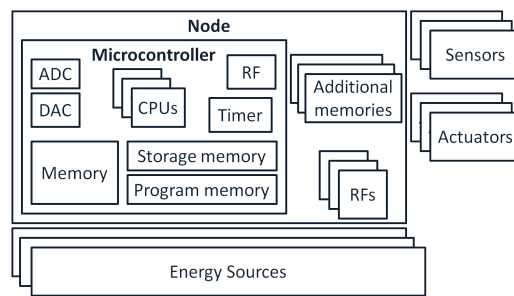 Node
Microcontroller
ADC
DAC
CPUs
RF
Timer
Memory
Storage memory
Program memory
Additional
memories
RFs
Sensors
Actuators
Energy Sources